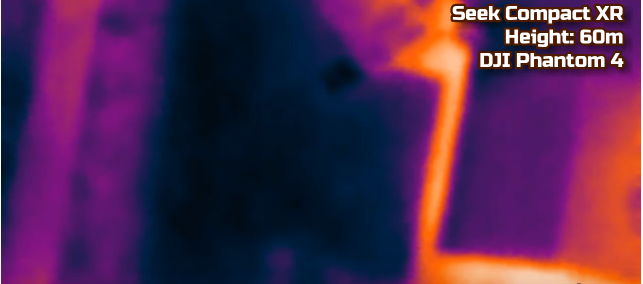 Seek Compact XR
Height: 60m
DJI Phantom 4